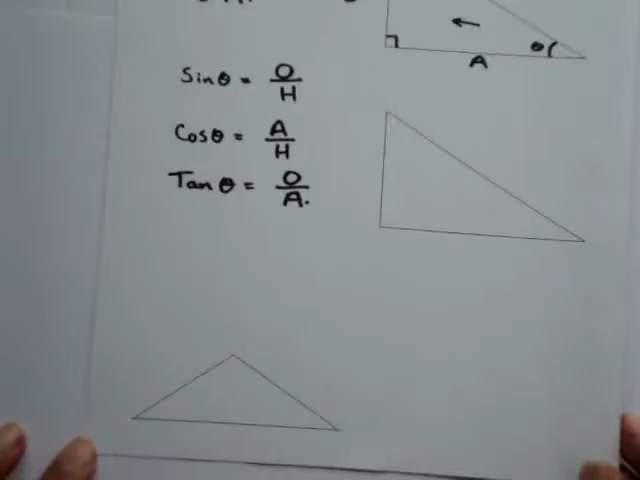 A
θ
Sinθ = O/H
Cosθ = A/H
Tanθ = O/A.